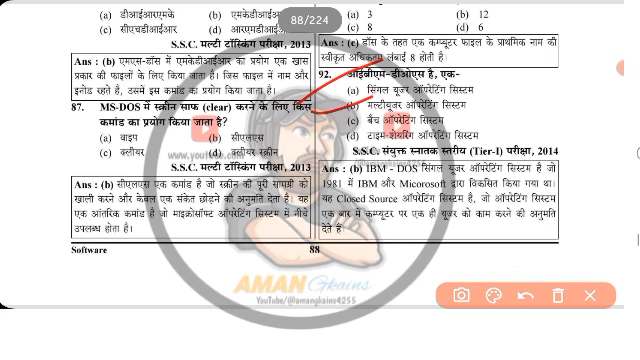 (a) डीआईआरएमके (b) एमकेडीआई
(c) सीएचडीआईआर (d) आरएमडीआई
S.S.C. मल्टी टॉस्किंग परीक्षा, 2013
Ans : (b) एमएस-डॉस में एमकेडीआईआर का प्रयोग एक खास
प्रकार की फाइलों के लिए किया जाता है। जिस फाइल में नाम और
इनोड रहते है, उसमें इस कमांड का प्रयोग किया जाता है।
87. MS-DOS में स्क्रीन साफ (clear) करने के लिए किस
कमांड का प्रयोग किया जाता है?
(a) वाइप (b) सीएलएस
(c) क्लीयर (d) क्लीयर स्क्रीन
S.S.C. मल्टी टॉस्किंग परीक्षा, 2013
Ans : (b) सीएलएस एक कमांड है जो स्क्रीन की पूरी सामग्री को
खाली करने और केवल एक संकेत छोड़ने की अनुमति देता है। यह
एक आंतरिक कमांड है जो माइक्रोसॉफ्ट ऑपरेटिंग सिस्टम में नीचे
उपलब्ध होता है।
88/224
(a) 3 (b) 12
(c) 8 (d) 6
Ans : (c) डॉस के तहत एक कम्प्यूटर फाइल के प्राथमिक नाम की
स्वीकृत अधिकतम लंबाई 8 होती है।
92. आईबीएम-डीओएस है, एक-
(a) सिंगल यूजर ऑपरेटिंग सिस्टम
(b) मल्टीयूजर ऑपरेटिंग सिस्टम
(c) बैच ऑपरेटिंग सिस्टम
(d) टाइम-शेयरिंग ऑपरेटिंग सिस्टम
S.S.C. संयुक्त स्नातक स्तरीय (Tier-I) परीक्षा, 2014
Ans : (b) IBM - DOS सिंगल यूजर ऑपरेटिंग सिस्टम है जो
1981 में IBM और Micorosoft द्वारा विकसित किया गया था।
यह Closed Source ऑपरेटिंग सिस्टम है, जो ऑपरेटिंग सिस्टम
एक बार में कम्प्यूटर पर एक ही यूजर को काम करने की अनुमति
देते हैं
Software 88
AMAN Gkains
YouTube/@amangkains4255